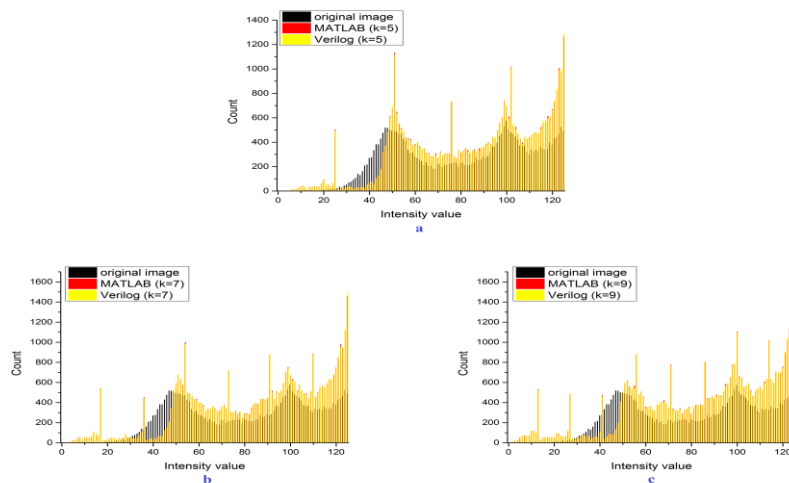 original image
MATLAB (k=5)
Verilog (k=5)
1400
1200
1000
800
600
400
200
0
Count
0 20 40 60 80 100 120
Intensity value
a
original image
MATLAB (k=7)
Verilog (k=7)
1600
1400
1200
1000
800
600
400
200
0
Count
0 20 40 60 80 100 120
Intensity value
b
original image
MATLAB (k=9)
Verilog (k=9)
1600
1400
1200
1000
800
600
400
200
0
Count
0 20 40 60 80 100 120
Intensity value
c